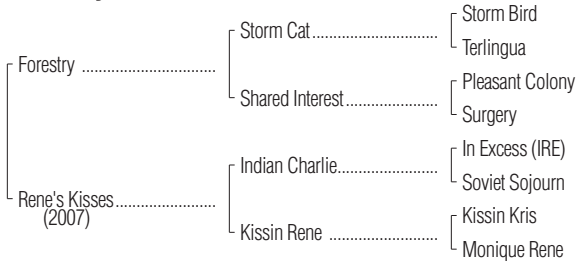 Storm Bird
Storm Cat
Terlingua
Forestry
Pleasant Colony
Shared Interest
Surgery
In Excess (IRE)
Indian Charlie
Soviet Sojourn
Rene's Kisses
(2007)
Kissin Kris
Kissin Rene
Monique Rene